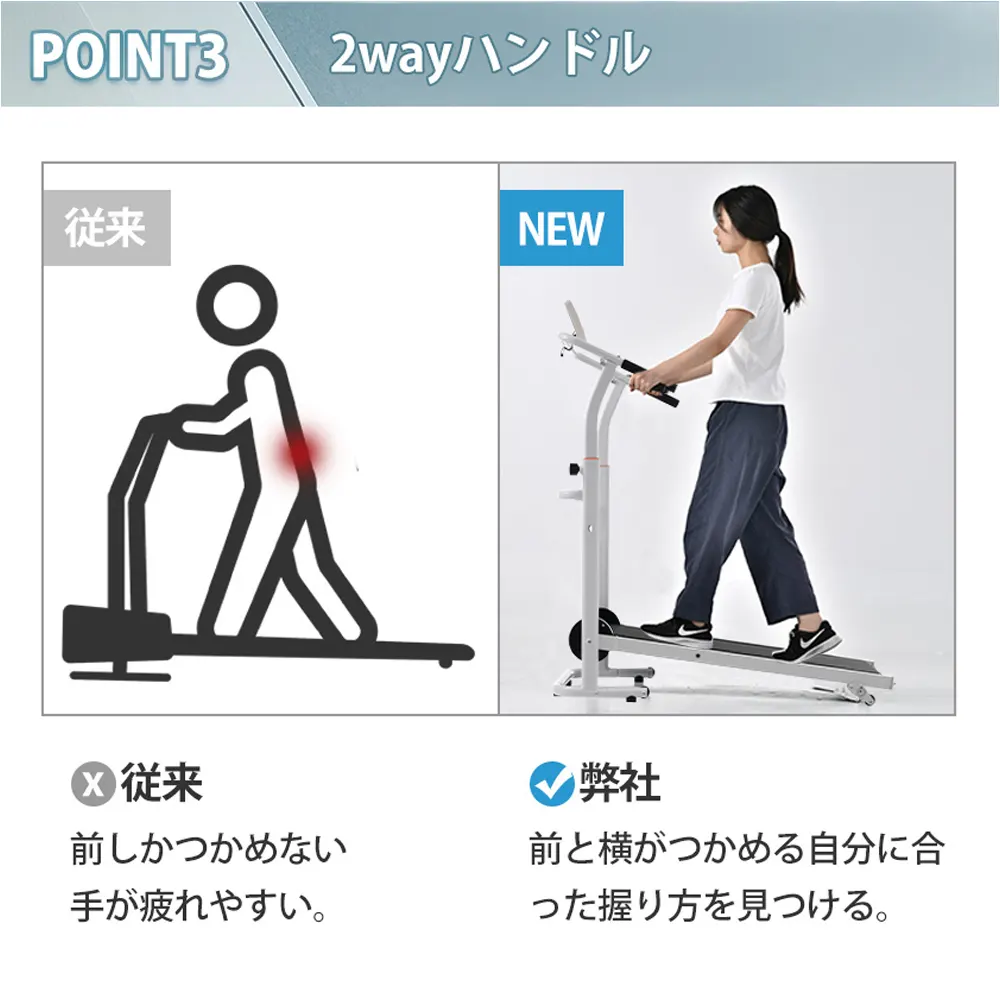 POINT3
2wayハンドル
従来
NEW
X 従来
前しかつかめない
手が疲れやすい。
弊社
前と横がつかめる自分に合
った握り方を見つける。